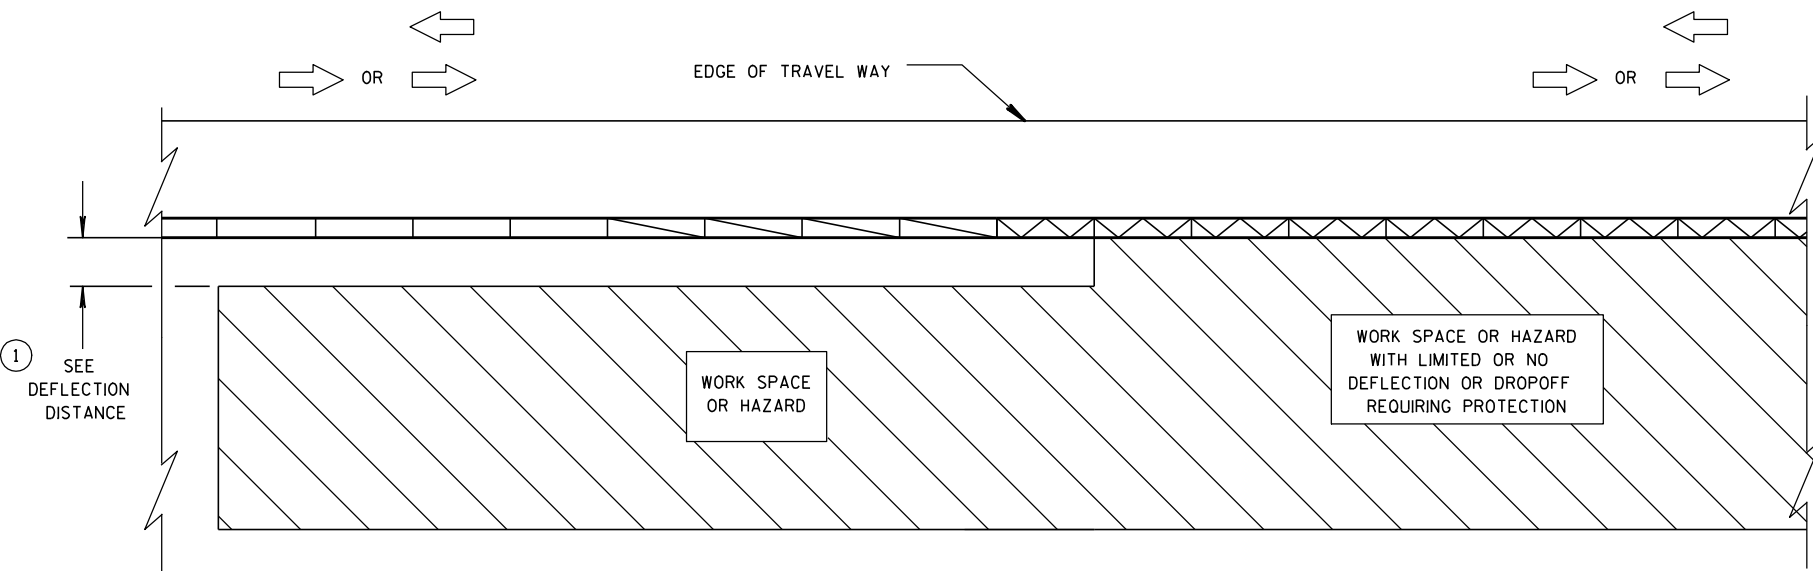 OR
EDGE OF TRAVEL WAY
OR
1
SEE
DEFLECTION
DISTANCE
WORK SPACE
OR HAZARD
WORK SPACE OR HAZARD
WITH LIMITED OR NO
DEFLECTION OR DROPOFF
REQUIRING PROTECTION